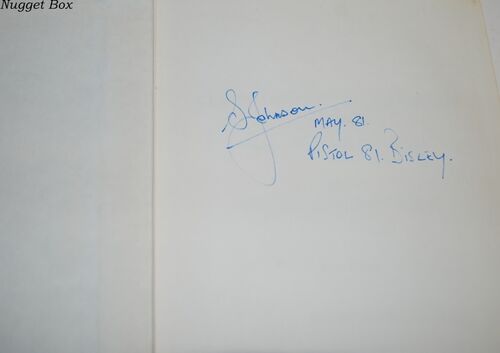 Nugget Box
S Johnson.
MAY. 81.
PISTOL 81. BISLEY.